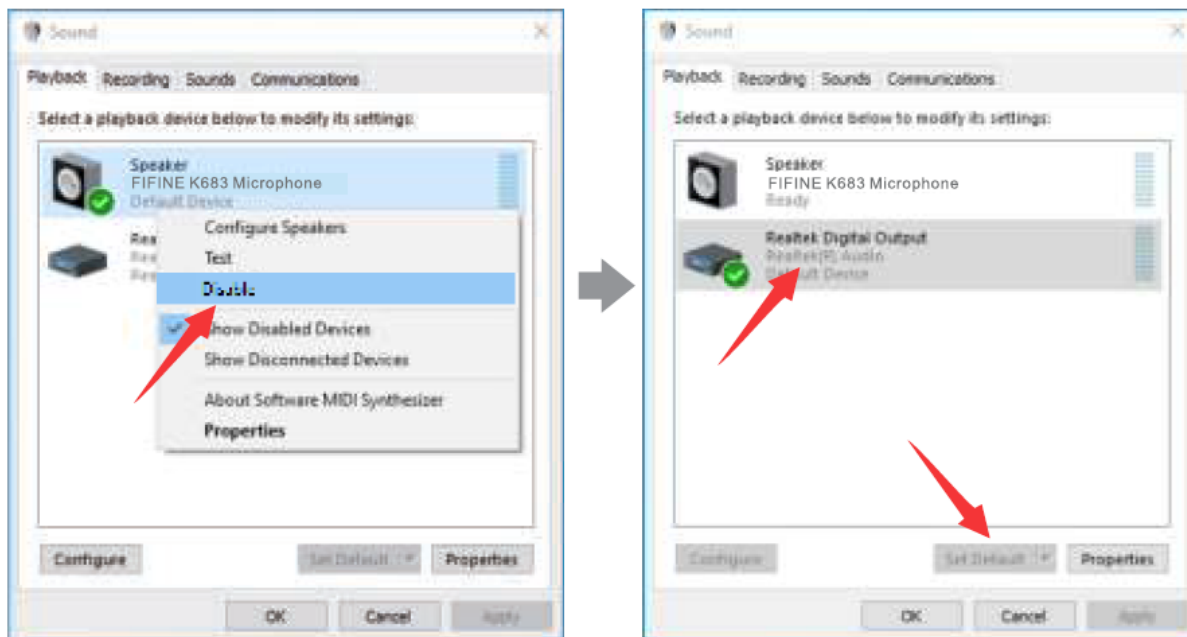 Sound
Playback Recording Sounds Communications
Select a playback device below to modify its settings:
Speaker
FIFINE K683 Microphone
Default Device
Rea
Rea
Rea
Configure Speakers
Test
Disable
Show Disabled Devices
Show Disconnected Devices
About Software MIDI Synthesizer
Properties
Configure Set Default Properties
OK Cancel Apply
Sound
Playback Recording Sounds Communications
Select a playback device below to modify its settings:
Speaker
FIFINE K683 Microphone
Ready
Realtek Digital Output
Realtek(R) Audio
Default Device
Configure Set Default Properties
OK Cancel Apply